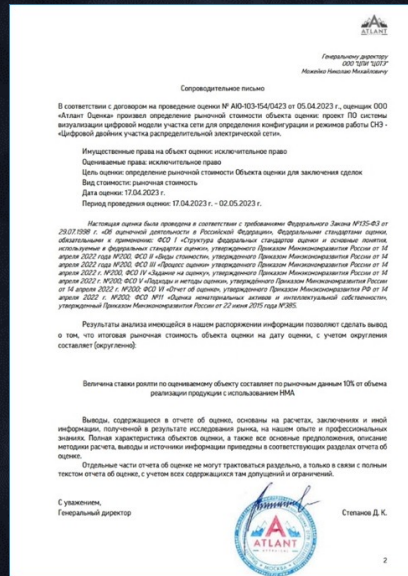 ATLANT
Генеральному директору
ООО "ЦПИ "ЦОТЭ"
Можейко Николаю Михайловичу
Сопроводительное письмо
В соответствии с договором на проведение оценки № АЮ-103-154/0423 от 05.04.2023 г., оценщик ООО
«Атлант Оценка» произвел определение рыночной стоимости объекта оценки: проект ПО системы
визуализации цифровой модели участка сети для определения конфигурации и режимов работы СНЭ -
«Цифровой двойник участка распределительной электрической сети».
Имущественные права на объект оценки: исключительное право
Оцениваемые права: исключительное право
Цель оценки: определение рыночной стоимости Объекта оценки для заключения сделок
Вид стоимости: рыночная стоимость
Дата оценки: 17.04.2023 г.
Период проведения оценки: 17.04.2023 г. - 02.05.2023 г.
Настоящая оценка была проведена в соответствии с требованиями Федерального Закона №135-ФЗ от
29.07.1998 г. «Об оценочной деятельности в Российской Федерации», Федеральными стандартами оценки,
обязательными к применению: ФСО I «Структура федеральных стандартов оценки и основные понятия,
используемые в федеральных стандартах оценки», утвержденного Приказом Минэкономразвития России от 14
апреля 2022 года №200, ФСО II «Виды стоимости», утвержденного Приказом Минэкономразвития России от 14
апреля 2022 года №200, ФСО III «Процесс оценки» утвержденного Приказом Минэкономразвития России от 14
апреля 2022 г. №200, ФСО IV «Задание на оценку», утвержденного Приказом Минэкономразвития России от 14
апреля 2022 г. №200, ФСО V «Подходы и методы оценки», утверждённого Приказом Минэкономразвития России
от 14 апреля 2022 г. №200; ФСО VI «Отчет об оценке», утвержденного Приказом Минэкономразвития РФ от 14
апреля 2022 г. №200; ФСО №11 «Оценка нематериальных активов и интеллектуальной собственности»,
утвержденный Приказом Минэкономразвития России от 22 июня 2015 года №385.
Результаты анализа имеющейся в нашем распоряжении информации позволяют сделать вывод
о том, что итоговая рыночная стоимость объекта оценки на дату оценки, с учетом округления
составляет (округленно):
Величина ставки роялти по оцениваемому объекту составляет по рыночным данным 10% от объема
реализации продукции с использованием НМА
Выводы, содержащиеся в отчете об оценке, основаны на расчетах, заключениях и иной
информации, полученной в результате исследования рынка, на нашем опыте и профессиональных
знаниях. Полная характеристика объектов оценки, а также все основные предположения, описание
методики расчета, выводы и источники информации приведены в соответствующих разделах отчета об
оценке.
Отдельные части отчета об оценке не могут трактоваться раздельно, а только в связи с полным
текстом отчета об оценке, с учетом всех содержащихся там допущений и ограничений.
С уважением,
Генеральный директор
Степанов Д. К.
ATLANT
APPRAISAL
2